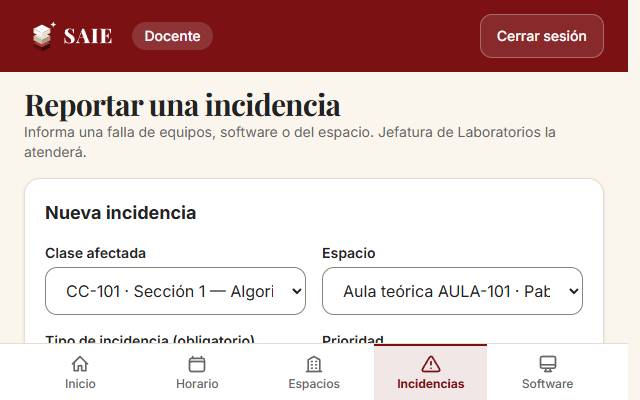 SAIE Docente Cerrar sesión
Reportar una incidencia
Informa una falla de equipos, software o del espacio. Jefatura de Laboratorios la
atenderá.
Nueva incidencia
Clase afectada Espacio
CC-101 · Sección 1 — Algori Aula teórica AULA-101 · Pab
Tipo de incidencia (obligatorio) Prioridad
Inicio Horario Espacios Incidencias Software